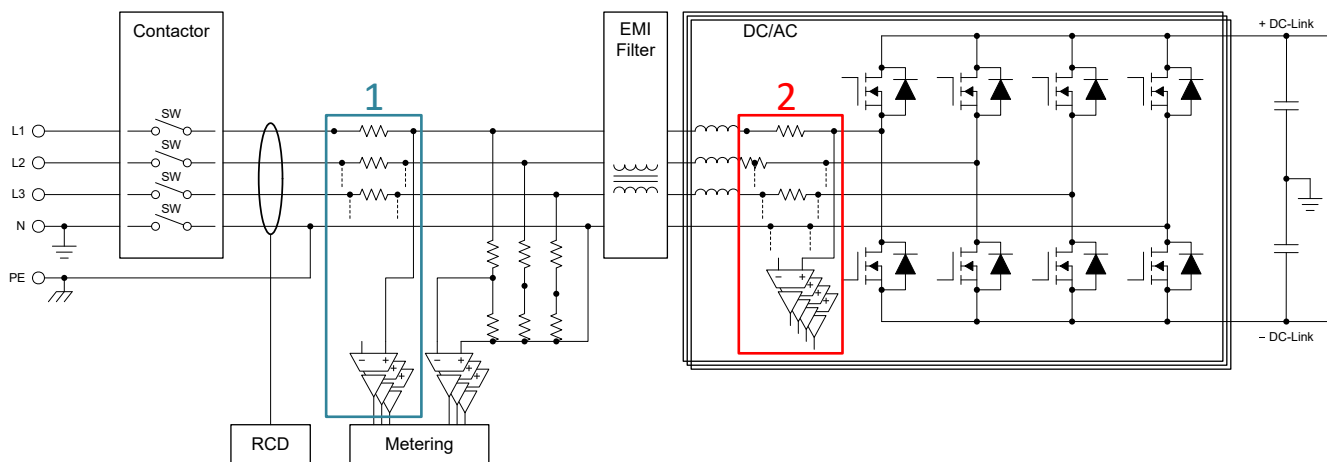 Contactor
EMI
Filter
DC/AC
+ DC-Link
1
2
SW
L1
SW
L2
SW
L3
SW
N
PE
− +
+
+
− +
+
+
− +
+
+
+
− DC-Link
RCD
Metering